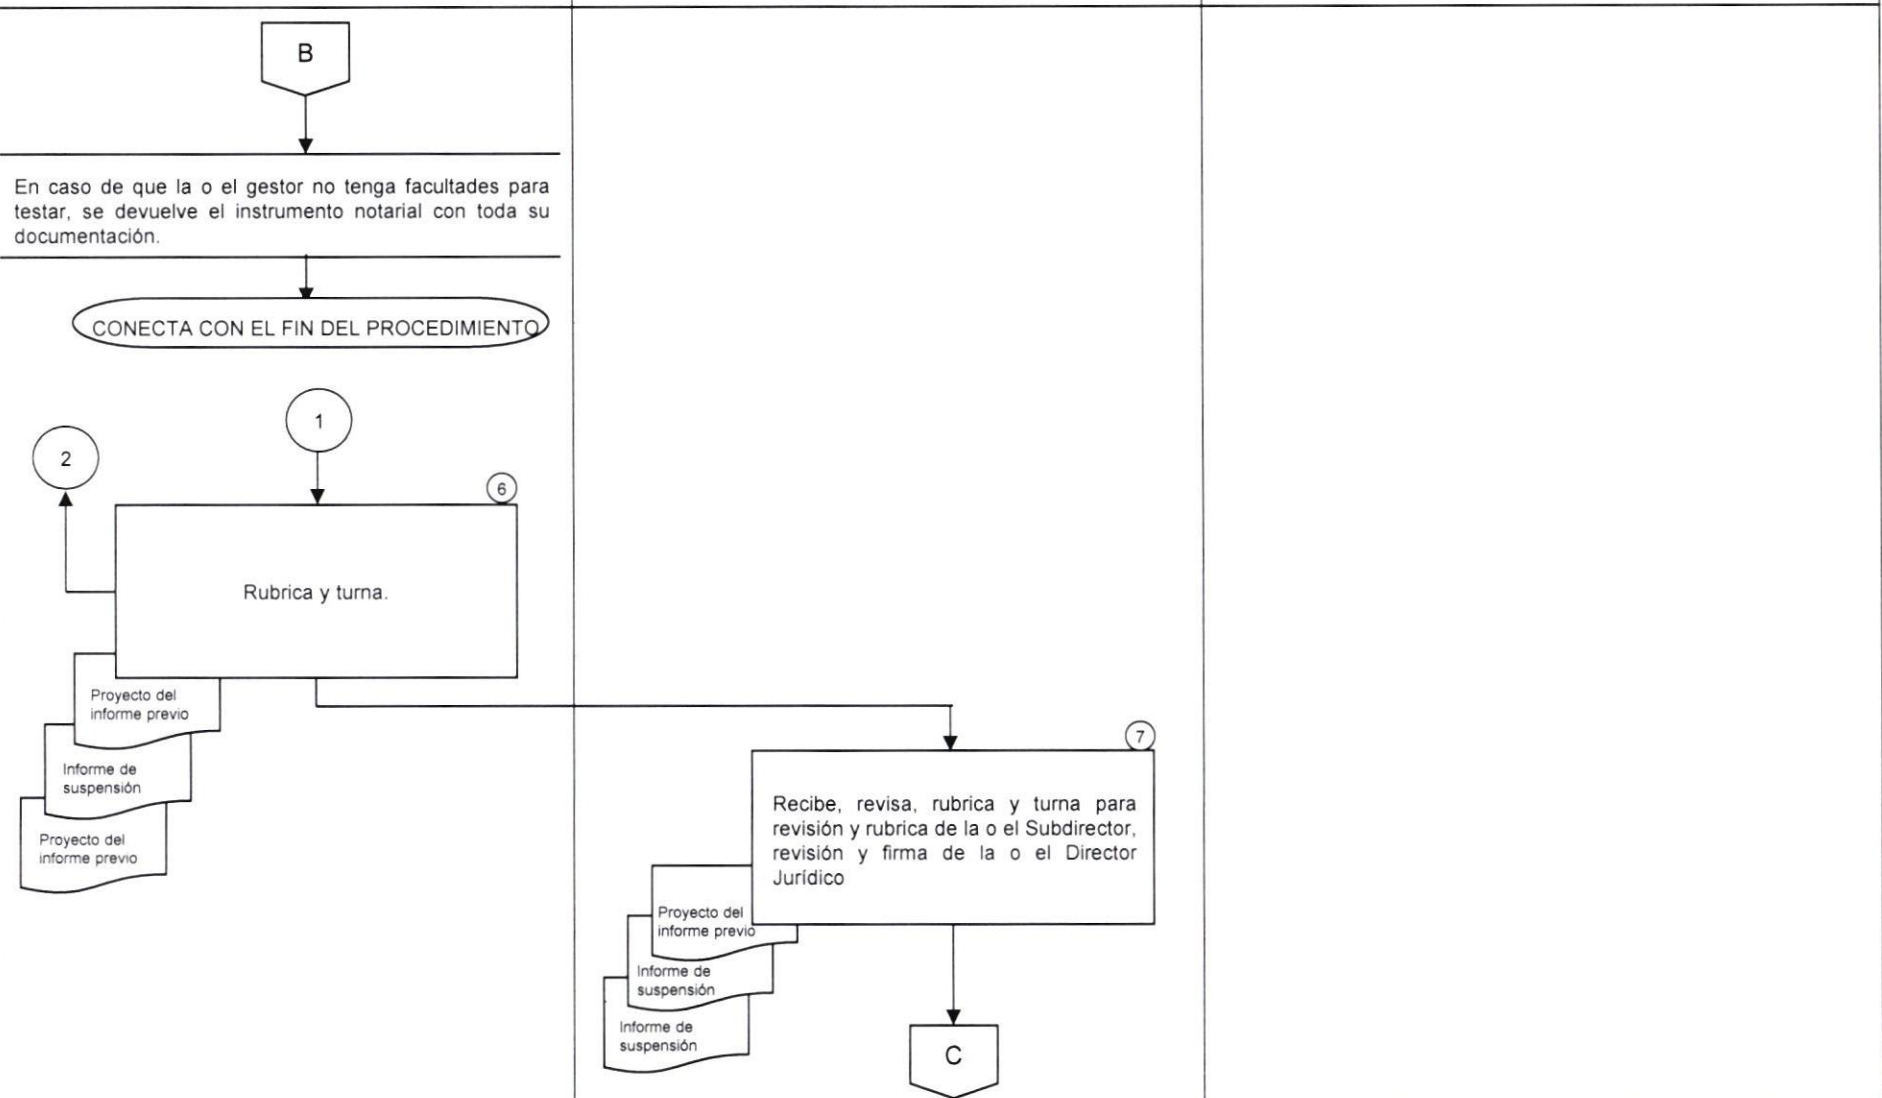 B
En caso de que la o el gestor no tenga facultades para
testar, se devuelve el instrumento notarial con toda su
documentación.
CONECTA CON EL FIN DEL PROCEDIMIENTO
1
2
6
Rubrica y turna.
Proyecto del
informe previo
Informe de
suspensión
Proyecto del
informe previo
7
Recibe, revisa, rubrica y turna para
revisión y rubrica de la o el Subdirector,
revisión y firma de la o el Director
Jurídico
Proyecto del
informe previo
Informe de
suspensión
Informe de
suspensión
C